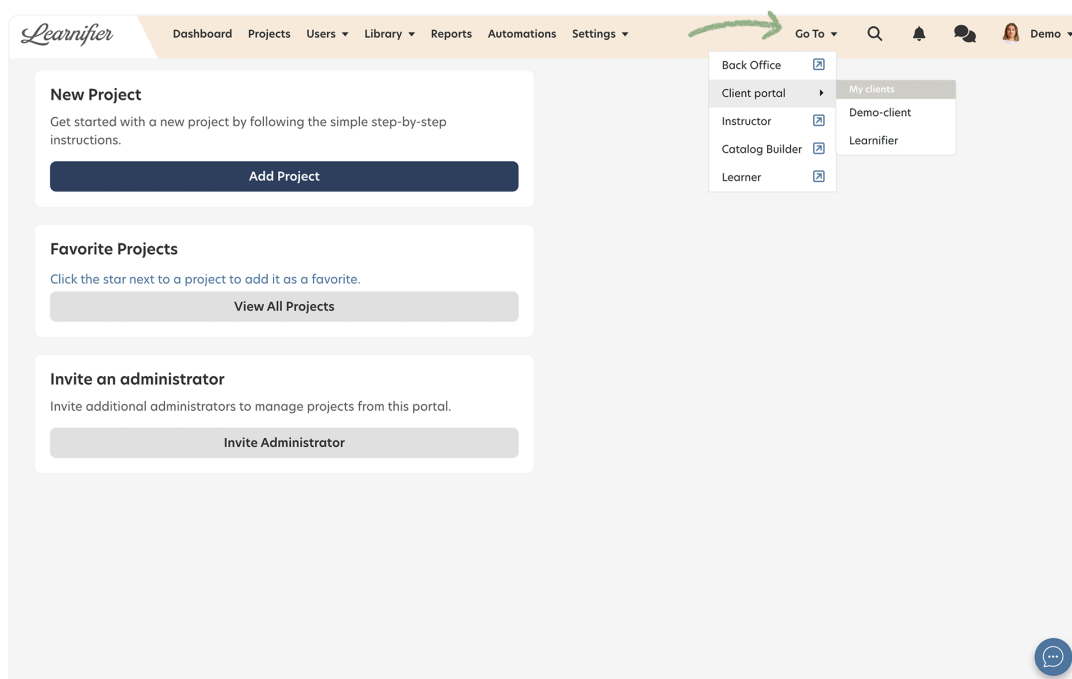 Learnifier
Dashboard Projects Users Library Reports Automations Settings Go To Demo
Back Office
Client portal
Instructor
Catalog Builder
Learner
My clients
Demo-client
Learnifier
New Project
Get started with a new project by following the simple step-by-step
instructions.
Add Project
Favorite Projects
Click the star next to a project to add it as a favorite.
View All Projects
Invite an administrator
Invite additional administrators to manage projects from this portal.
Invite Administrator